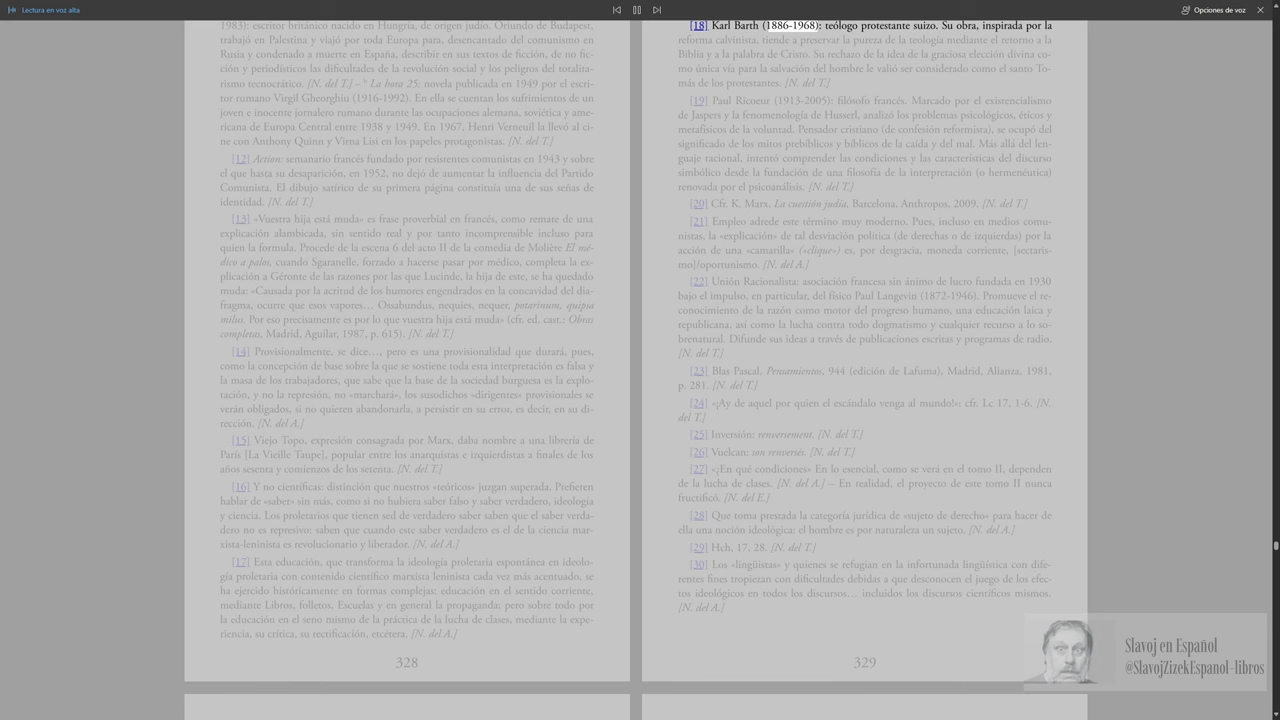 Lectura en voz alta
Opciones de voz
1983): escritor británico nacido en Hungría, de origen judío. Oriundo de Budapest,
trabajó en Palestina y viajó por toda Europa para, desencantado del comunismo en
Rusia y condenado a muerte en España, describir en sus textos de ficción, de no fic-
ción y periodísticos las dificultades de la revolución social y los peligros del totalita-
rismo tecnocrático. [N. del T.] – La hora 25: novela publicada en 1949 por el escri-
tor rumano Virgil Gheorghiu (1916-1992). En ella se cuentan los sufrimientos de un
joven e inocente jornalero rumano durante las ocupaciones alemana, soviética y ame-
ricana de Europa Central entre 1938 y 1949. En 1967, Henri Verneuil la llevó al ci-
ne con Anthony Quinn y Virna Lisi en los papeles protagonistas. [N. del T.]
[12] Action: semanario francés fundado por resistentes comunistas en 1943 y sobre
el que hasta su desaparición, en 1952, no dejó de aumentar la influencia del Partido
Comunista. El dibujo satírico de su primera página constituía una de sus señas de
identidad. [N. del T.]
[13] «Vuestra hija está muda» es frase proverbial en francés, como remate de una
explicación alambicada, sin sentido real y por tanto incomprensible incluso para
quien la formula. Procede de la escena 6 del acto II de la comedia de Molière El mé-
dico a palos, cuando Sganarelle, forzado a hacerse pasar por médico, completa la ex-
plicación a Géronte de las razones por las que Lucinde, la hija de este, se ha quedado
muda: «Causada por la actitud de los humores engendrados en la concavidad del dia-
fragma, ocurre que esos vapores… Ossabundus, nequies, nequer, potarinum, quipsa
milus. Por eso precisamente es por lo que vuestra hija está muda» (cfr. ed. cast.: Obras
completas, Madrid, Aguilar, 1987, p. 615). [N. del T.]
[14] Provisionalmente, se dice…, pero es una provisionalidad que durará, pues,
como la concepción de base sobre la que se sostiene toda esta interpretación es falsa y
la masa de los trabajadores, que sabe que la base de la sociedad burguesa es la explo-
tación, y no la represión, no «marchará», los susodichos «dirigentes» provisionales se
verán obligados, si no quieren abandonarla, a persistir en su error, es decir, en su di-
rección. [N. del A.]
[15] Viejo Topo, expresión consagrada por Marx, daba nombre a una librería de
París [La Vieille Taupe], popular entre los anarquistas e izquierdistas a finales de los
años sesenta y comienzos de los setenta. [N. del T.]
[16] Y no científicas: distinción que nuestros «teóricos» juzgan superada. Prefieren
hablar de «saber» sin más, como si no hubiera saber falso y saber verdadero, ideología
y ciencia. Los proletarios que tienen sed de verdadero saber saben que el saber verda-
dero no es represivo: saben que cuando este saber verdadero es el de la ciencia mar-
xista-leninista es revolucionario y liberador. [N. del A.]
[17] Esta educación, que transforma la ideología proletaria espontánea en ideolo-
gía proletaria con contenido científico marxista leninista cada vez más acentuado, se
ha ejercido históricamente en formas complejas: educación en el sentido corriente,
mediante Libros, folletos, Escuelas y en general la propaganda; pero sobre todo por
la educación en el seno mismo de la práctica de la lucha de clases, mediante la expe-
riencia, su crítica, su rectificación, etcétera. [N. del A.]
328
[18] Karl Barth (1886-1968): teólogo protestante suizo. Su obra, inspirada por la
reforma calvinista, tiende a preservar la pureza de la teología mediante el retorno a la
Biblia y a la palabra de Cristo. Su rechazo de la idea de la graciosa elección divina co-
mo única vía para la salvación del hombre le valió ser considerado como el santo To-
más de los protestantes. [N. del T.]
[19] Paul Ricoeur (1913-2005): filósofo francés. Marcado por el existencialismo
de Jaspers y la fenomenología de Husserl, analizó los problemas psicológicos, éticos y
metafísicos de la voluntad. Pensador cristiano (de confesión reformista), se ocupó del
significado de los mitos prebíblicos y bíblicos de la caída y del mal. Más allá del len-
guaje racional, intentó comprender las condiciones y las características del discurso
simbólico desde la fundación de una filosofía de la interpretación (o hermenéutica)
renovada por el psicoanálisis. [N. del T.]
[20] Cfr. K. Marx, La cuestión judía, Barcelona, Anthropos, 2009. [N. del T.]
[21] Empleo adrede este término muy moderno. Pues, incluso en medios comu-
nistas, la «explicación» de tal desviación política (de derechas o de izquierdas) por la
acción de una «camarilla» («clique») es, por desgracia, moneda corriente, [sectaris-
mo]/oportunismo. [N. del A.]
[22] Unión Racionalista: asociación francesa sin ánimo de lucro fundada en 1930
bajo el impulso, en particular, del físico Paul Langevin (1872-1946). Promueve el re-
conocimiento de la razón como motor del progreso humano, una educación laica y
republicana, así como la lucha contra todo dogmatismo y cualquier recurso a lo so-
brenatural. Difunde sus ideas a través de publicaciones escritas y programas de radio.
[N. del T.]
[23] Blas Pascal, Pensamientos, 944 (edición de Lafuma), Madrid, Alianza, 1981,
p. 281. [N. del T.]
[24] «¡Ay de aquel por quien el escándalo venga al mundo!»: cfr. Lc 17, 1-6. [N.
del T.]
[25] Inversión: renversement. [N. del T.]
[26] Vuelcan: son renversés. [N. del T.]
[27] «¿En qué condiciones» En lo esencial, como se verá en el tomo II, dependen
de la lucha de clases. [N. del A.] – En realidad, el proyecto de este tomo II nunca
fructificó. [N. del E.]
[28] Que toma prestada la categoría jurídica de «sujeto de derecho» para hacer de
ella una noción ideológica: el hombre es por naturaleza un sujeto. [N. del A.]
[29] Hch. 17, 28. [N. del T.]
[30] Los «lingüistas» y quienes se refugian en la infortunada lingüística con dife-
rentes fines tropiezan con dificultades debidas a que desconocen el juego de los efec-
tos ideológicos en todos los discursos… incluidos los discursos científicos mismos.
[N. del A.]
329
Slavoj en Español
@SlavojZizekEspanol-libros